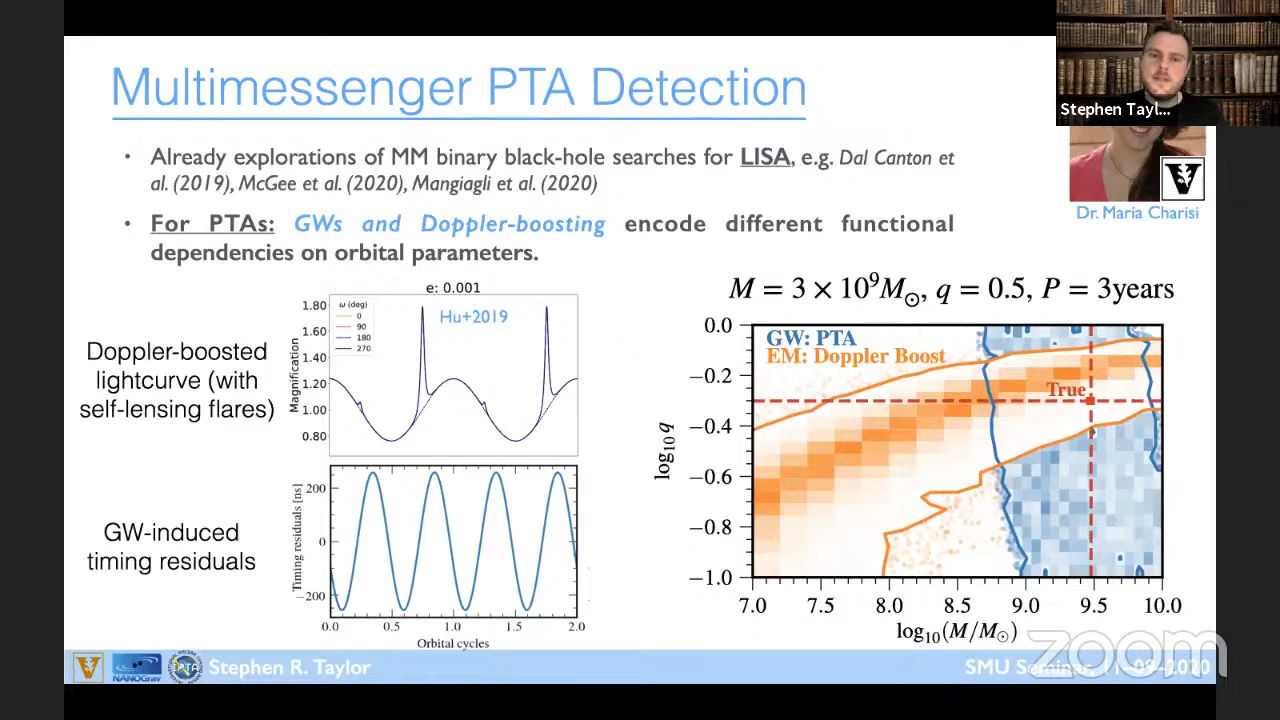 Multimessenger PTA Detection
Stephen Tayl...
• Already explorations of MM binary black-hole searches for LISA, e.g. Dal Canton et
al. (2019), McGee et al. (2020), Mangiagli et al. (2020)
Dr. Maria Charisi
• For PTAs: GWs and Doppler-boosting encode different functional
dependencies on orbital parameters.
Doppler-boosted
lightcurve (with
self-lensing flares)
GW-induced
timing residuals
e: 0.001
Hu+2019
ω (deg)
0
90
180
270
Magnification
1.80
1.60
1.40
1.20
1.00
0.80
Timing residuals [ns]
200
0
−200
0.0 0.5 1.0 1.5 2.0
Orbital cycles
M = 3 × 10⁹M☉, q = 0.5, P = 3years
GW: PTA
EM: Doppler Boost
True
log₁₀ q
0.0
−0.2
−0.4
−0.6
−0.8
−1.0
7.0 7.5 8.0 8.5 9.0 9.5 10.0
log₁₀(M/M☉)
zoom
V NANOGrav IPTA Stephen R. Taylor
SMU Seminar, 11-09-2020